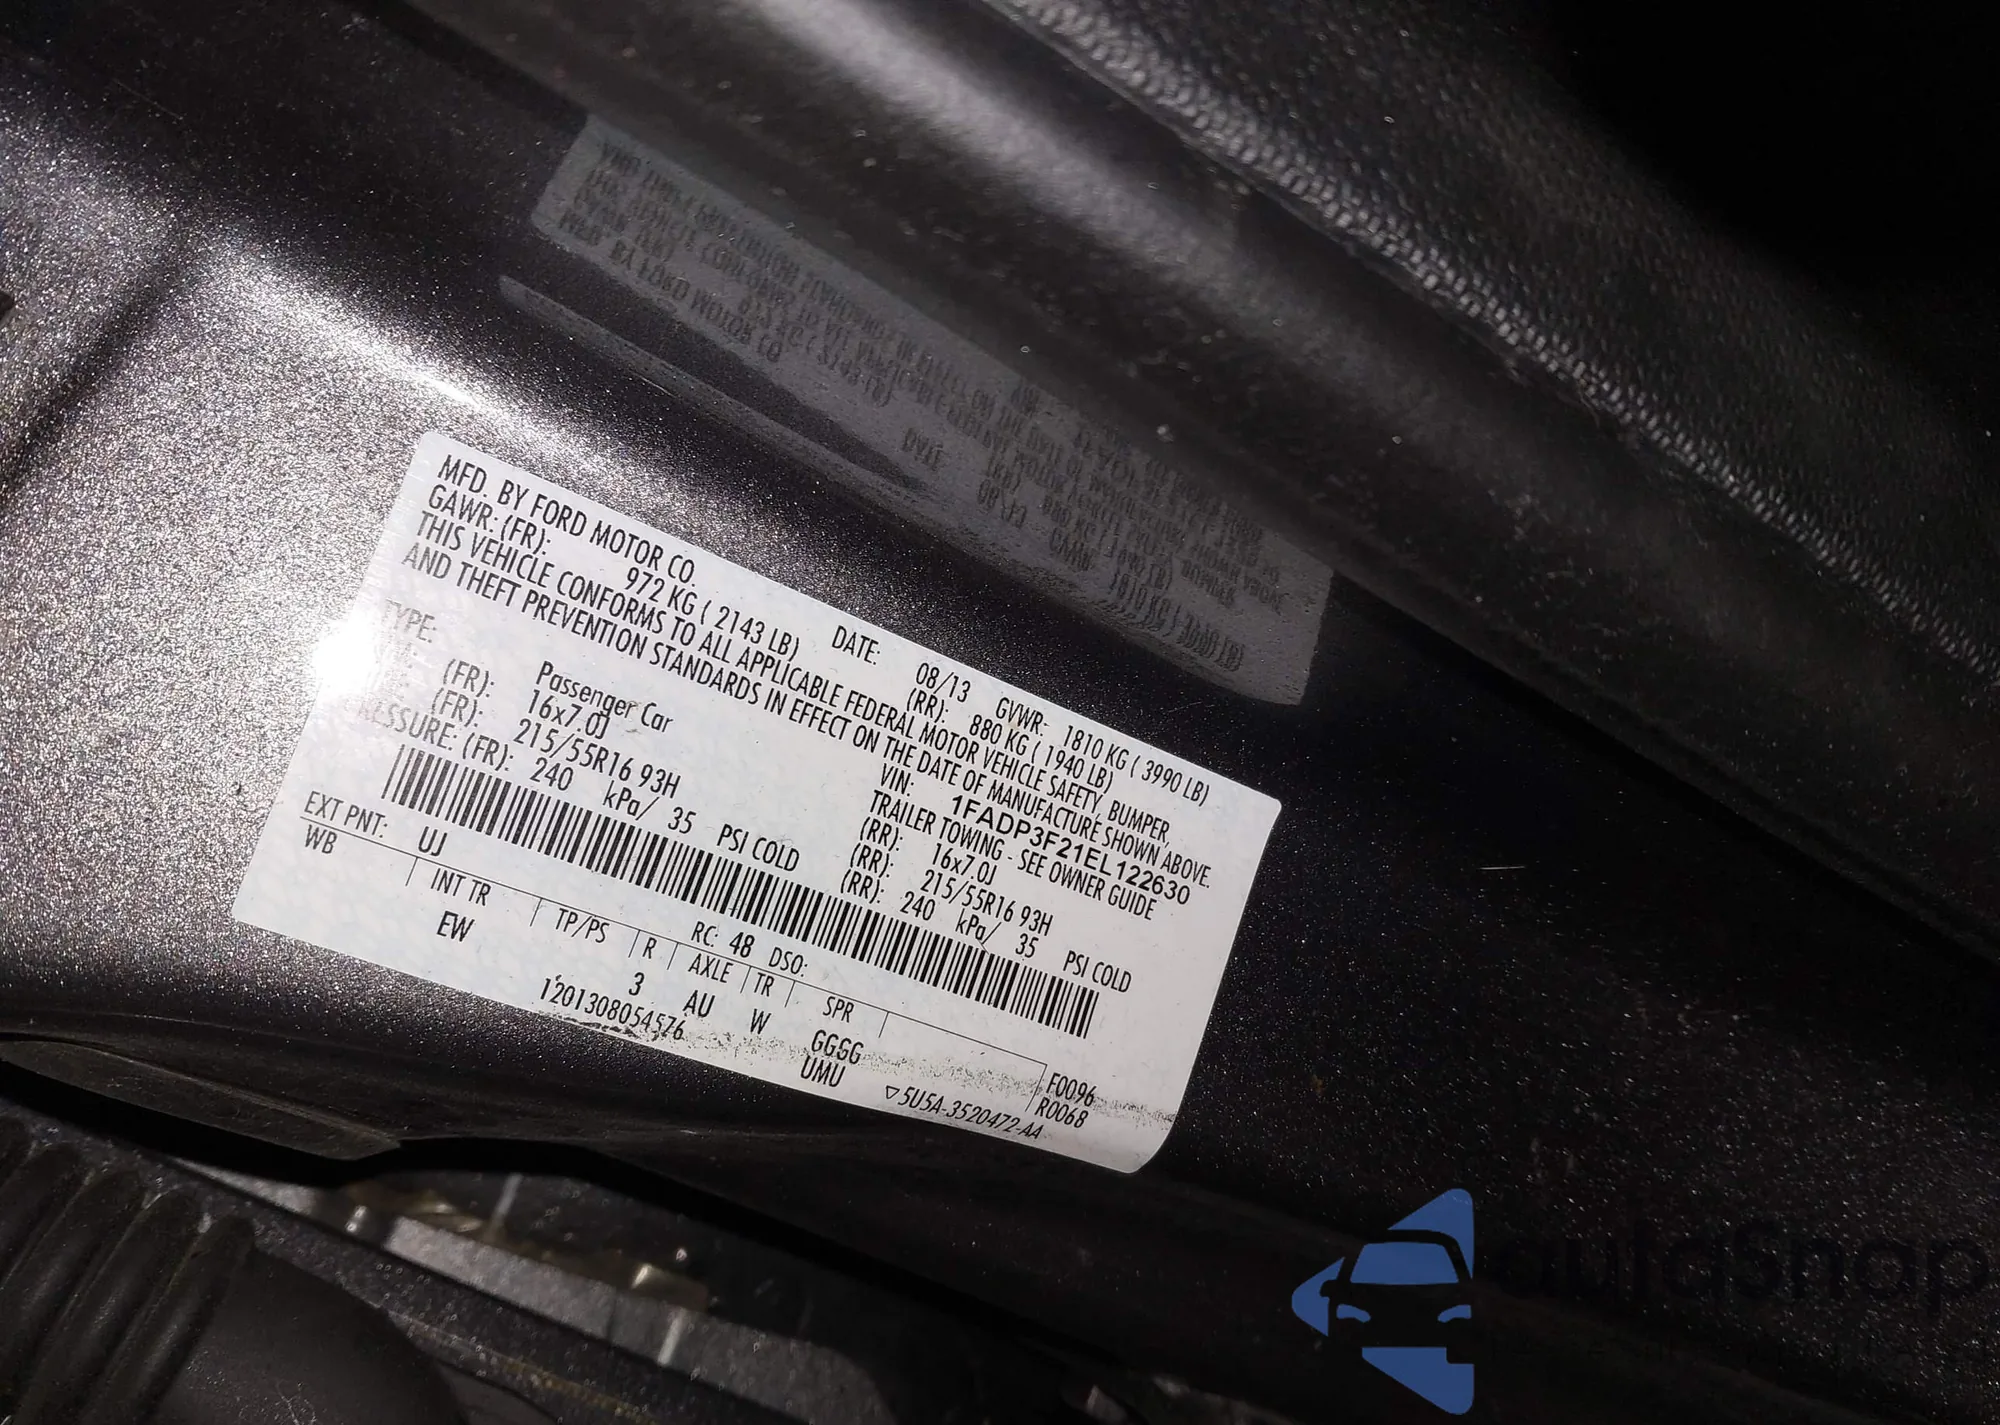 MFD. BY FORD MOTOR CO. DATE: 08/13 GVWR: 1810 KG ( 3990 LB)
GAWR: (FR): 972 KG ( 2143 LB) (RR): 880 KG ( 1940 LB)
THIS VEHICLE CONFORMS TO ALL APPLICABLE FEDERAL MOTOR VEHICLE SAFETY, BUMPER,
AND THEFT PREVENTION STANDARDS IN EFFECT ON THE DATE OF MANUFACTURE SHOWN ABOVE.
VIN: 1FADP3F21EL122630
TYPE: Passenger Car TRAILER TOWING - SEE OWNER GUIDE
(FR): 16x7.0J (RR): 16x7.0J
(FR): 215/55R16 93H (RR): 215/55R16 93H
PRESSURE: (FR): 240 kPa/ 35 PSI COLD (RR): 240 kPa/ 35 PSI COLD
EXT PNT: UJ RC: 48 DSO:
WB INT TR TP/PS R AXLE TR SPR
EW 3 AU W GGGG F0096
1201308054576 UMU R0068
▽5U5A-3520472-AA